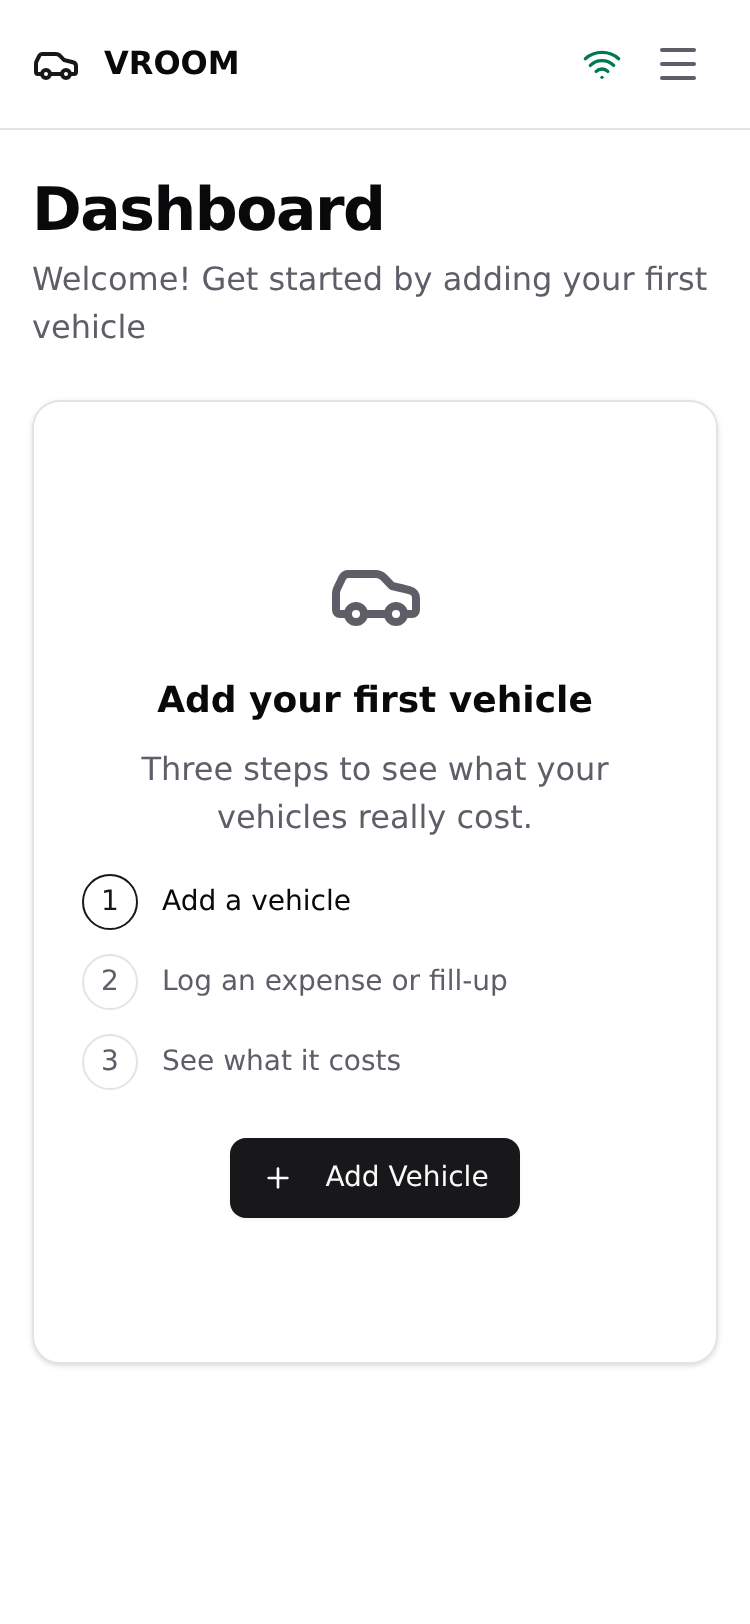 VROOM
Dashboard
Welcome! Get started by adding your first
vehicle
Add your first vehicle
Three steps to see what your
vehicles really cost.
1 Add a vehicle
2 Log an expense or fill-up
3 See what it costs
+ Add Vehicle